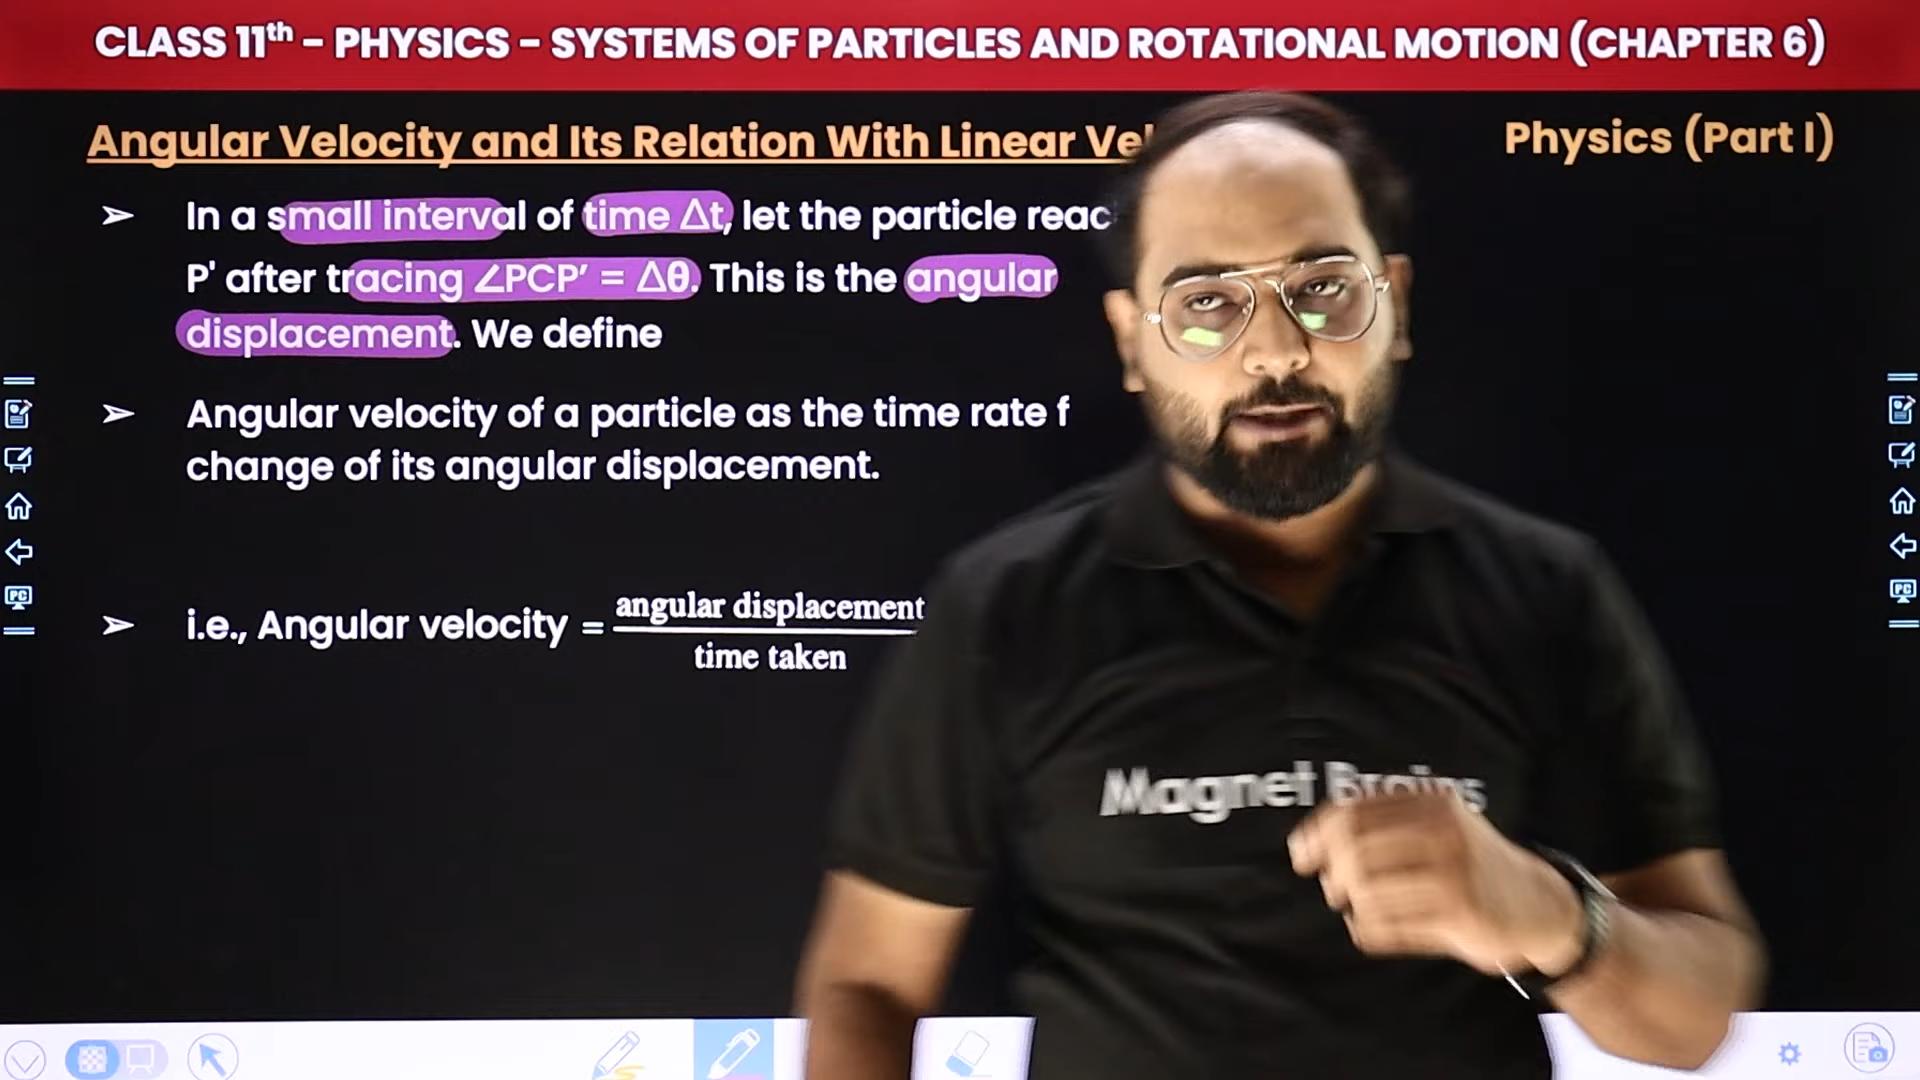 CLASS 11th – PHYSICS – SYSTEMS OF PARTICLES AND ROTATIONAL MOTION (CHAPTER 6)
Angular Velocity and Its Relation With Linear
Physics (Part I)
➢ In a small interval of time Δt, let the particle
P' after tracing ∠PCP′ = Δθ. This is the angular
displacement. We define
➢ Angular velocity of a particle as the time rate f
change of its angular displacement.
➢ i.e., Angular velocity = angular displacement
time taken
Magnet Brains
PC
PC